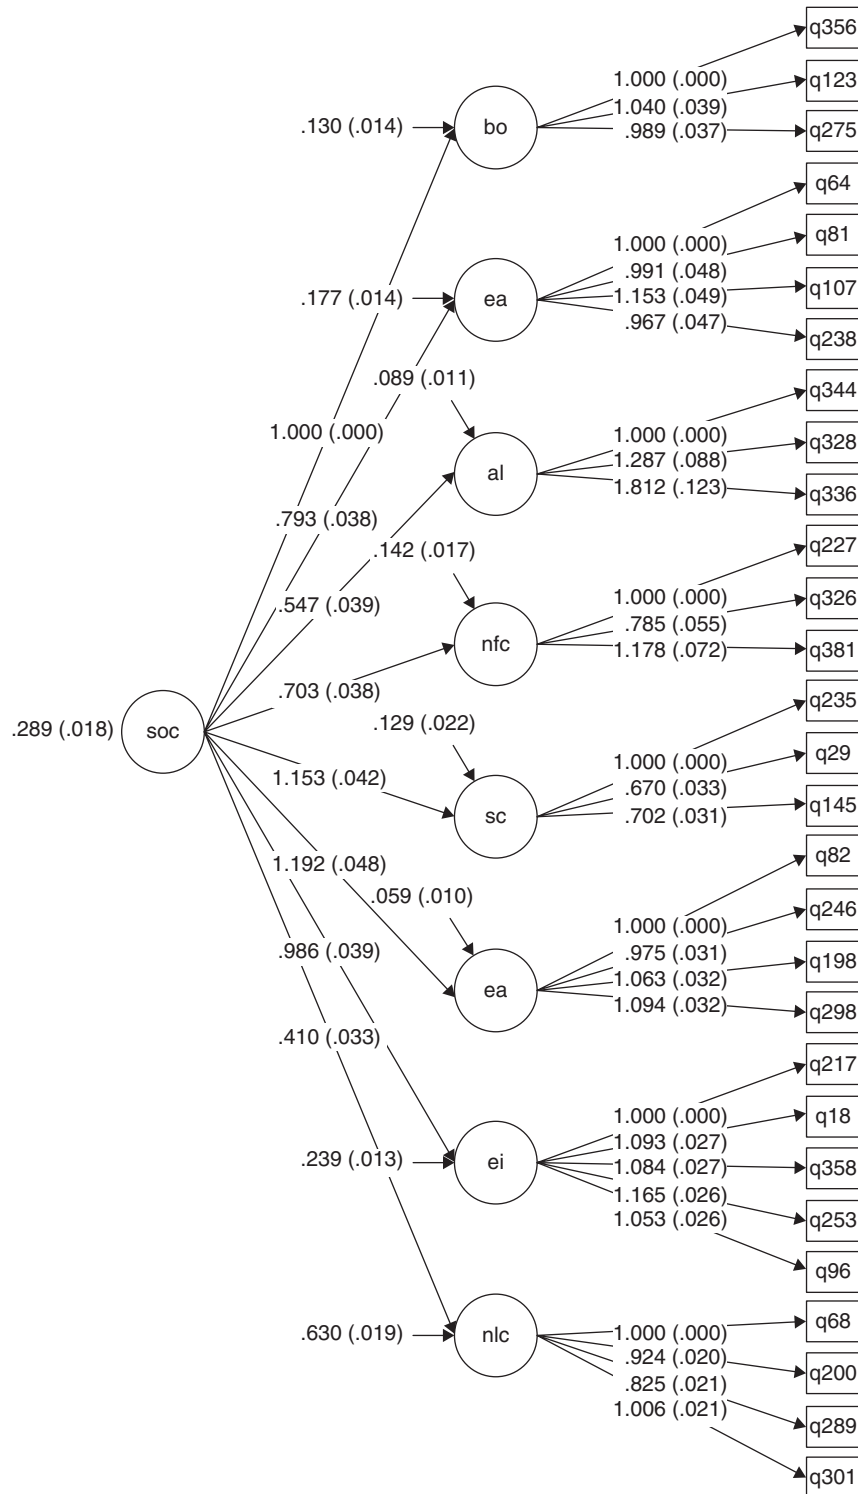 q356
1.000 (.000)
q123
1.040 (.039)
.130 (.014)
bo
.989 (.037)
q275
q64
q81
1.000 (.000)
.991 (.048)
q107
.177 (.014)
ea
1.153 (.049)
.967 (.047)
q238
.089 (.011)
q344
1.000 (.000)
1.000 (.000)
q328
1.287 (.088)
al
1.812 (.123)
q336
.793 (.038)
.142 (.017)
q227
1.000 (.000)
q326
.547 (.039)
.785 (.055)
nfc
1.178 (.072)
q381
.703 (.038)
q235
.129 (.022)
.289 (.018)
soc
1.000 (.000)
q29
1.153 (.042)
.670 (.033)
sc
.702 (.031)
q145
q82
1.192 (.048)
.059 (.010)
q246
1.000 (.000)
.986 (.039)
.975 (.031)
q198
1.063 (.032)
ea
1.094 (.032)
q298
.410 (.033)
q217
1.000 (.000)
q18
1.093 (.027)
.239 (.013)
ei
1.084 (.027)
q358
1.165 (.026)
q253
1.053 (.026)
q96
q68
.630 (.019)
nlc
1.000 (.000)
.924 (.020)
q200
.825 (.021)
1.006 (.021)
q289
q301